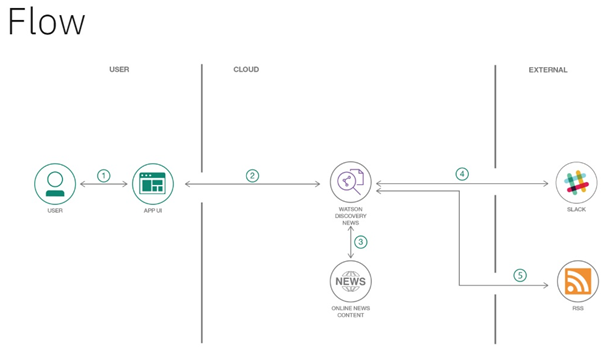 Flow
USER
CLOUD
EXTERNAL
1
2
4
USER
APP UI
WATSON
DISCOVERY
NEWS
SLACK
3
5
NEWS
ONLINE NEWS
CONTENT
RSS